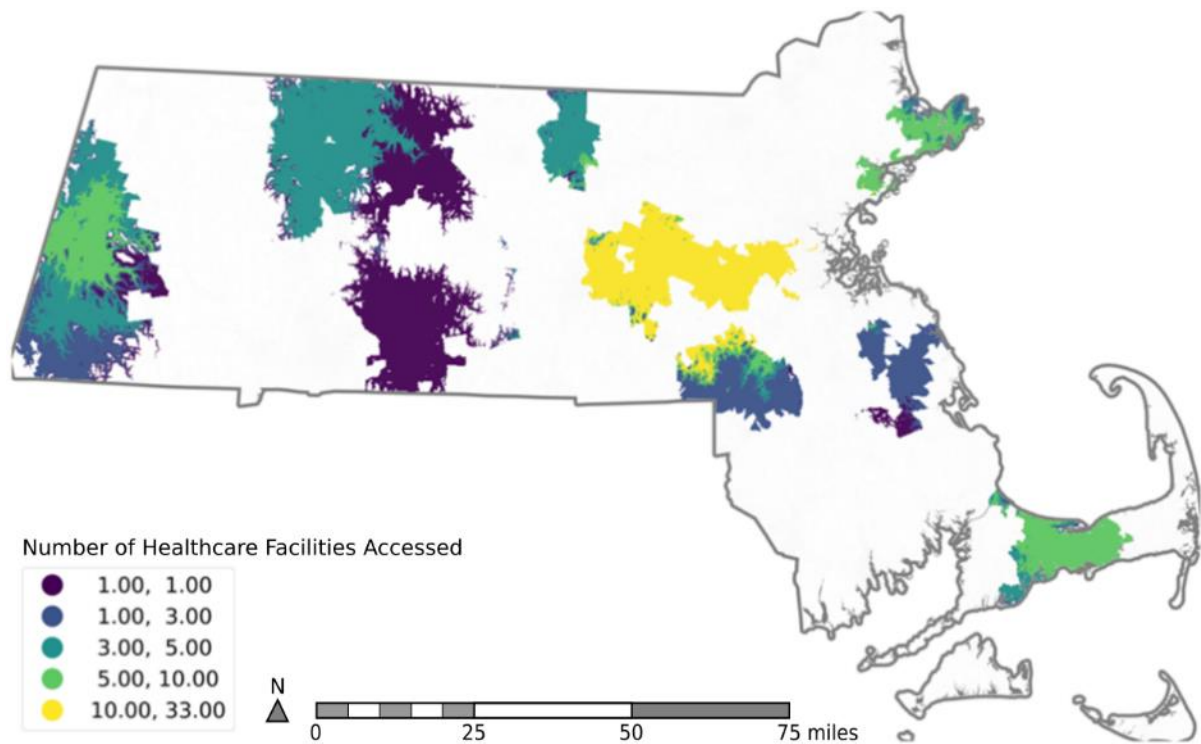 Number of Healthcare Facilities Accessed
1.00, 1.00
1.00, 3.00
3.00, 5.00
5.00, 10.00
10.00, 33.00
N
0 25 50 75 miles